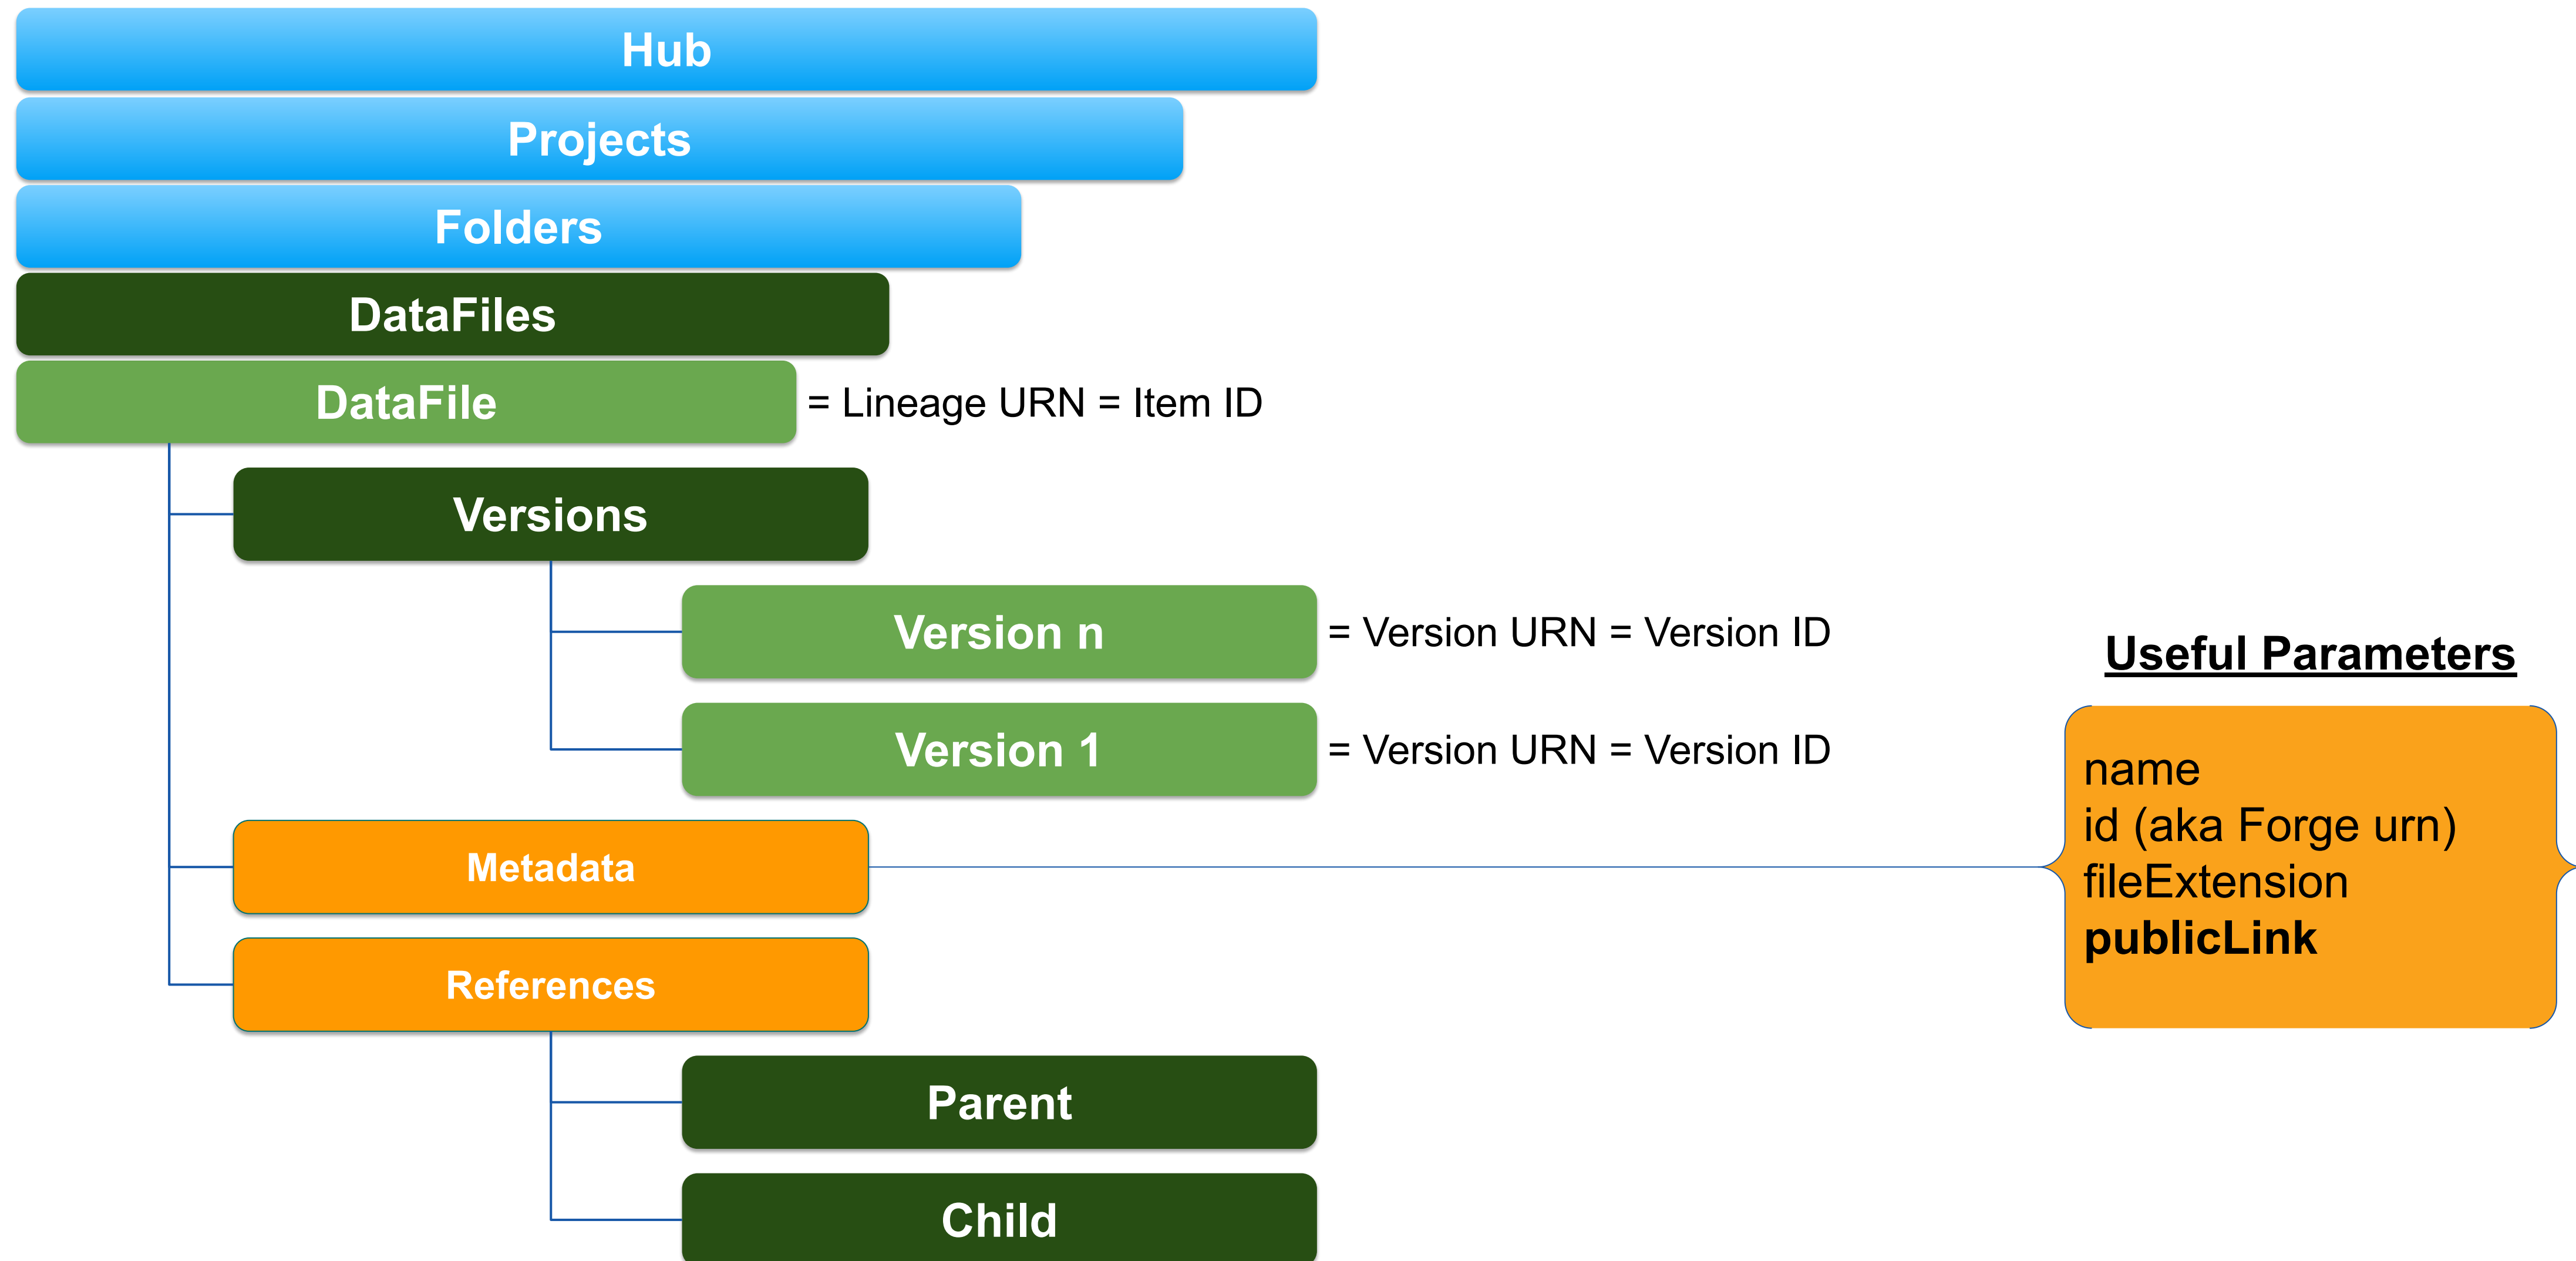 Hub
Projects
Folders
DataFiles
DataFile
= Lineage URN = Item ID
Versions
Version n
= Version URN = Version ID
Version 1
= Version URN = Version ID
Useful Parameters
name
id (aka Forge urn)
fileExtension
publicLink
Metadata
References
Parent
Child